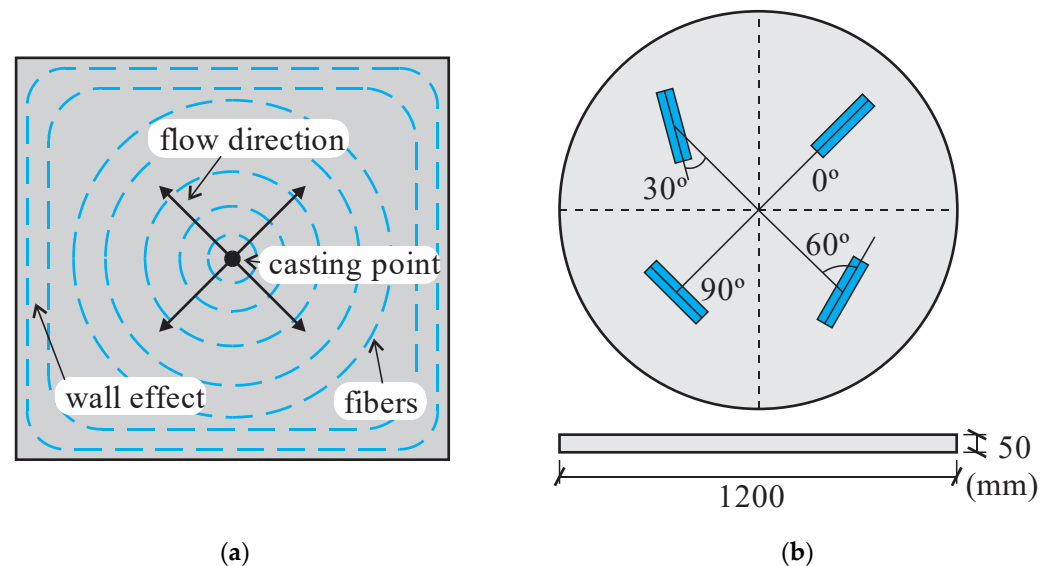 flow direction
casting point
wall effect
fibers
(a)
30º
0º
60º
90º
50
(mm)
1200
(b)